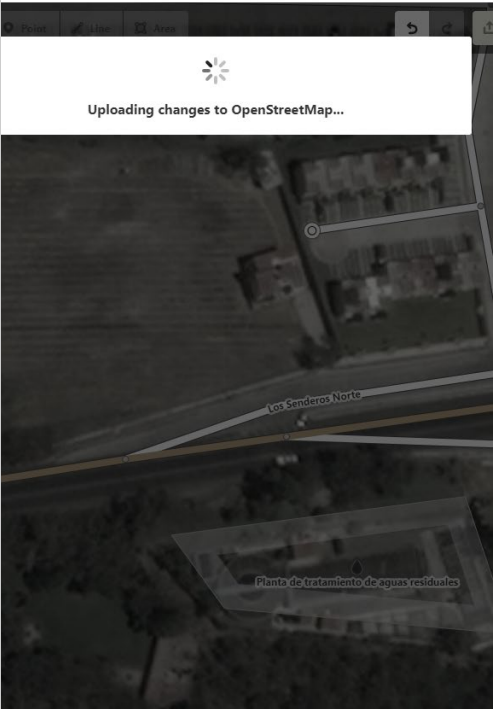 Point
Line
Area
Uploading changes to OpenStreetMap...
Los Senderos Norte
Planta de tratamiento de aguas residuales